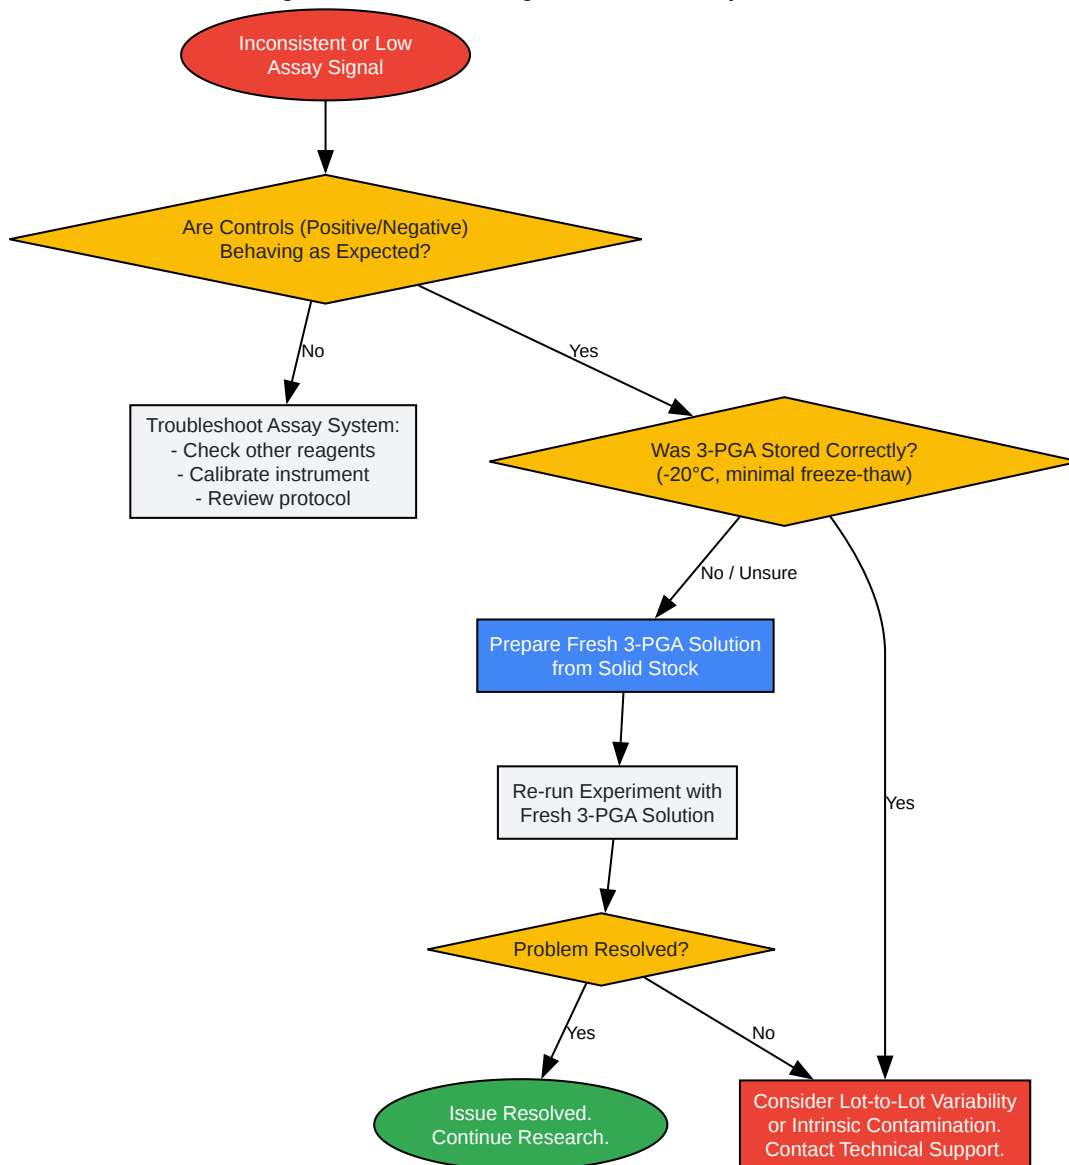 Inconsistent or Low
Assay Signal
Are Controls (Positive/Negative)
Behaving as Expected?
No
Yes
Troubleshoot Assay System:
- Check other reagents
- Calibrate instrument
- Review protocol
Was 3-PGA Stored Correctly?
(-20°C, minimal freeze-thaw)
No / Unsure
Prepare Fresh 3-PGA Solution
from Solid Stock
Re-run Experiment with
Fresh 3-PGA Solution
Yes
Problem Resolved?
Yes
No
Issue Resolved.
Continue Research.
Consider Lot-to-Lot Variability
or Intrinsic Contamination.
Contact Technical Support.